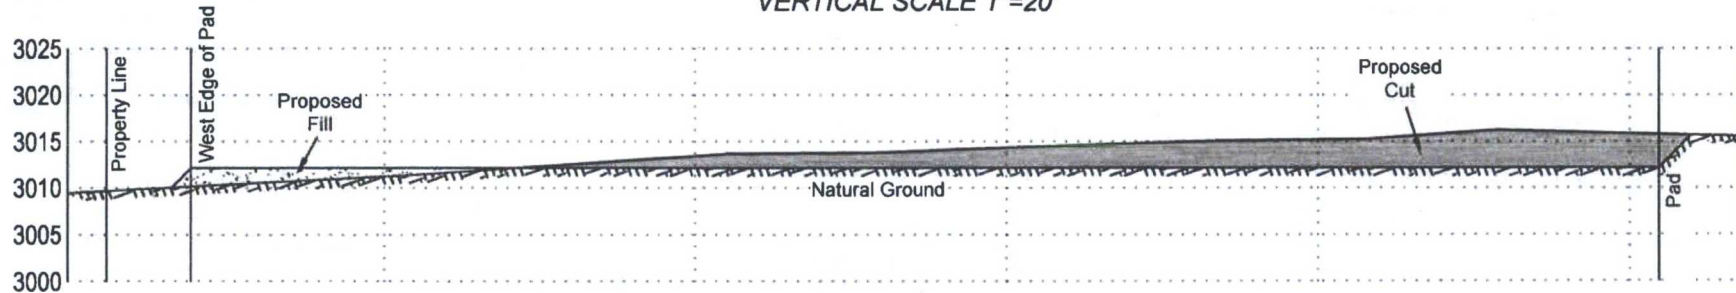 VERTICAL SCALE 1"=20'
3025
3020
3015
3010
3005
3000
Property Line
West Edge of Pad
Proposed
Fill
Natural Ground
Proposed
Cut
Pad